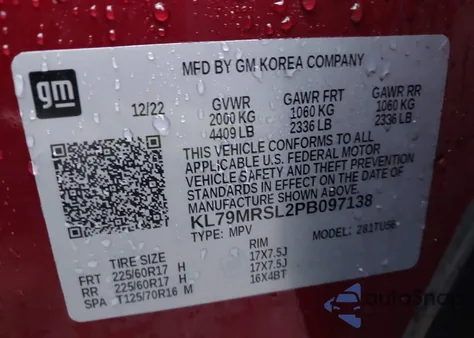 MFD BY GM KOREA COMPANY
gm
12/22 GVWR GAWR FRT GAWR RR
2000 KG 1060 KG 1060 KG
4409 LB 2336 LB 2336 LB
THIS VEHICLE CONFORMS TO ALL
APPLICABLE U.S. FEDERAL MOTOR
VEHICLE SAFETY AND THEFT PREVENTION
STANDARDS IN EFFECT ON THE DATE OF
MANUFACTURE SHOWN ABOVE.
KL79MRSL2PB097138
TYPE: MPV MODEL: 281TU56
TIRE SIZE RIM
FRT 225/60R17 H 17X7.5J
RR 225/60R17 H 17X7.5J
SPA T125/70R16 M 16X4BT
autoSnap